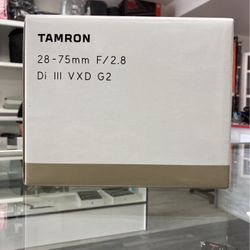 TAMRON
28-75mm F/2.8
Di III VXD G2